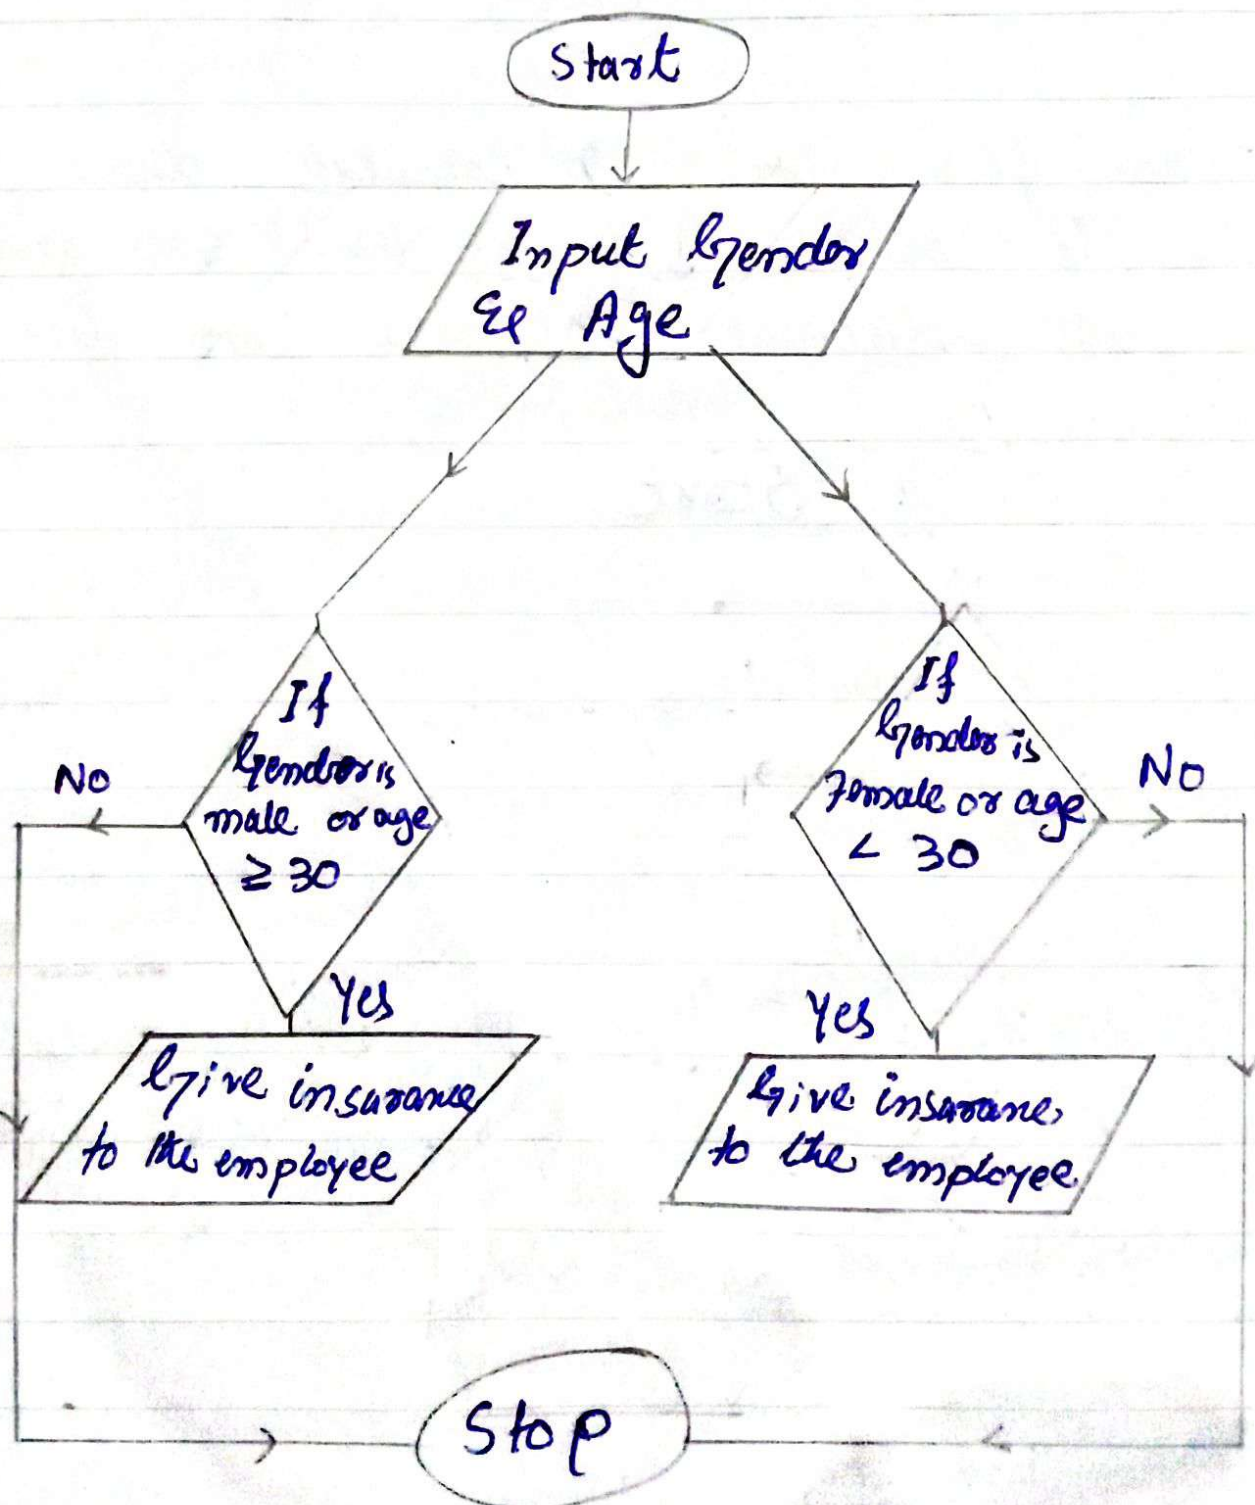 Start
Input Gender
& Age
If
Gender is
male or age
≥ 30
No
Yes
Give insurance
to the employee
If
Gender is
Female or age
< 30
No
Yes
Give insurance
to the employee
Stop